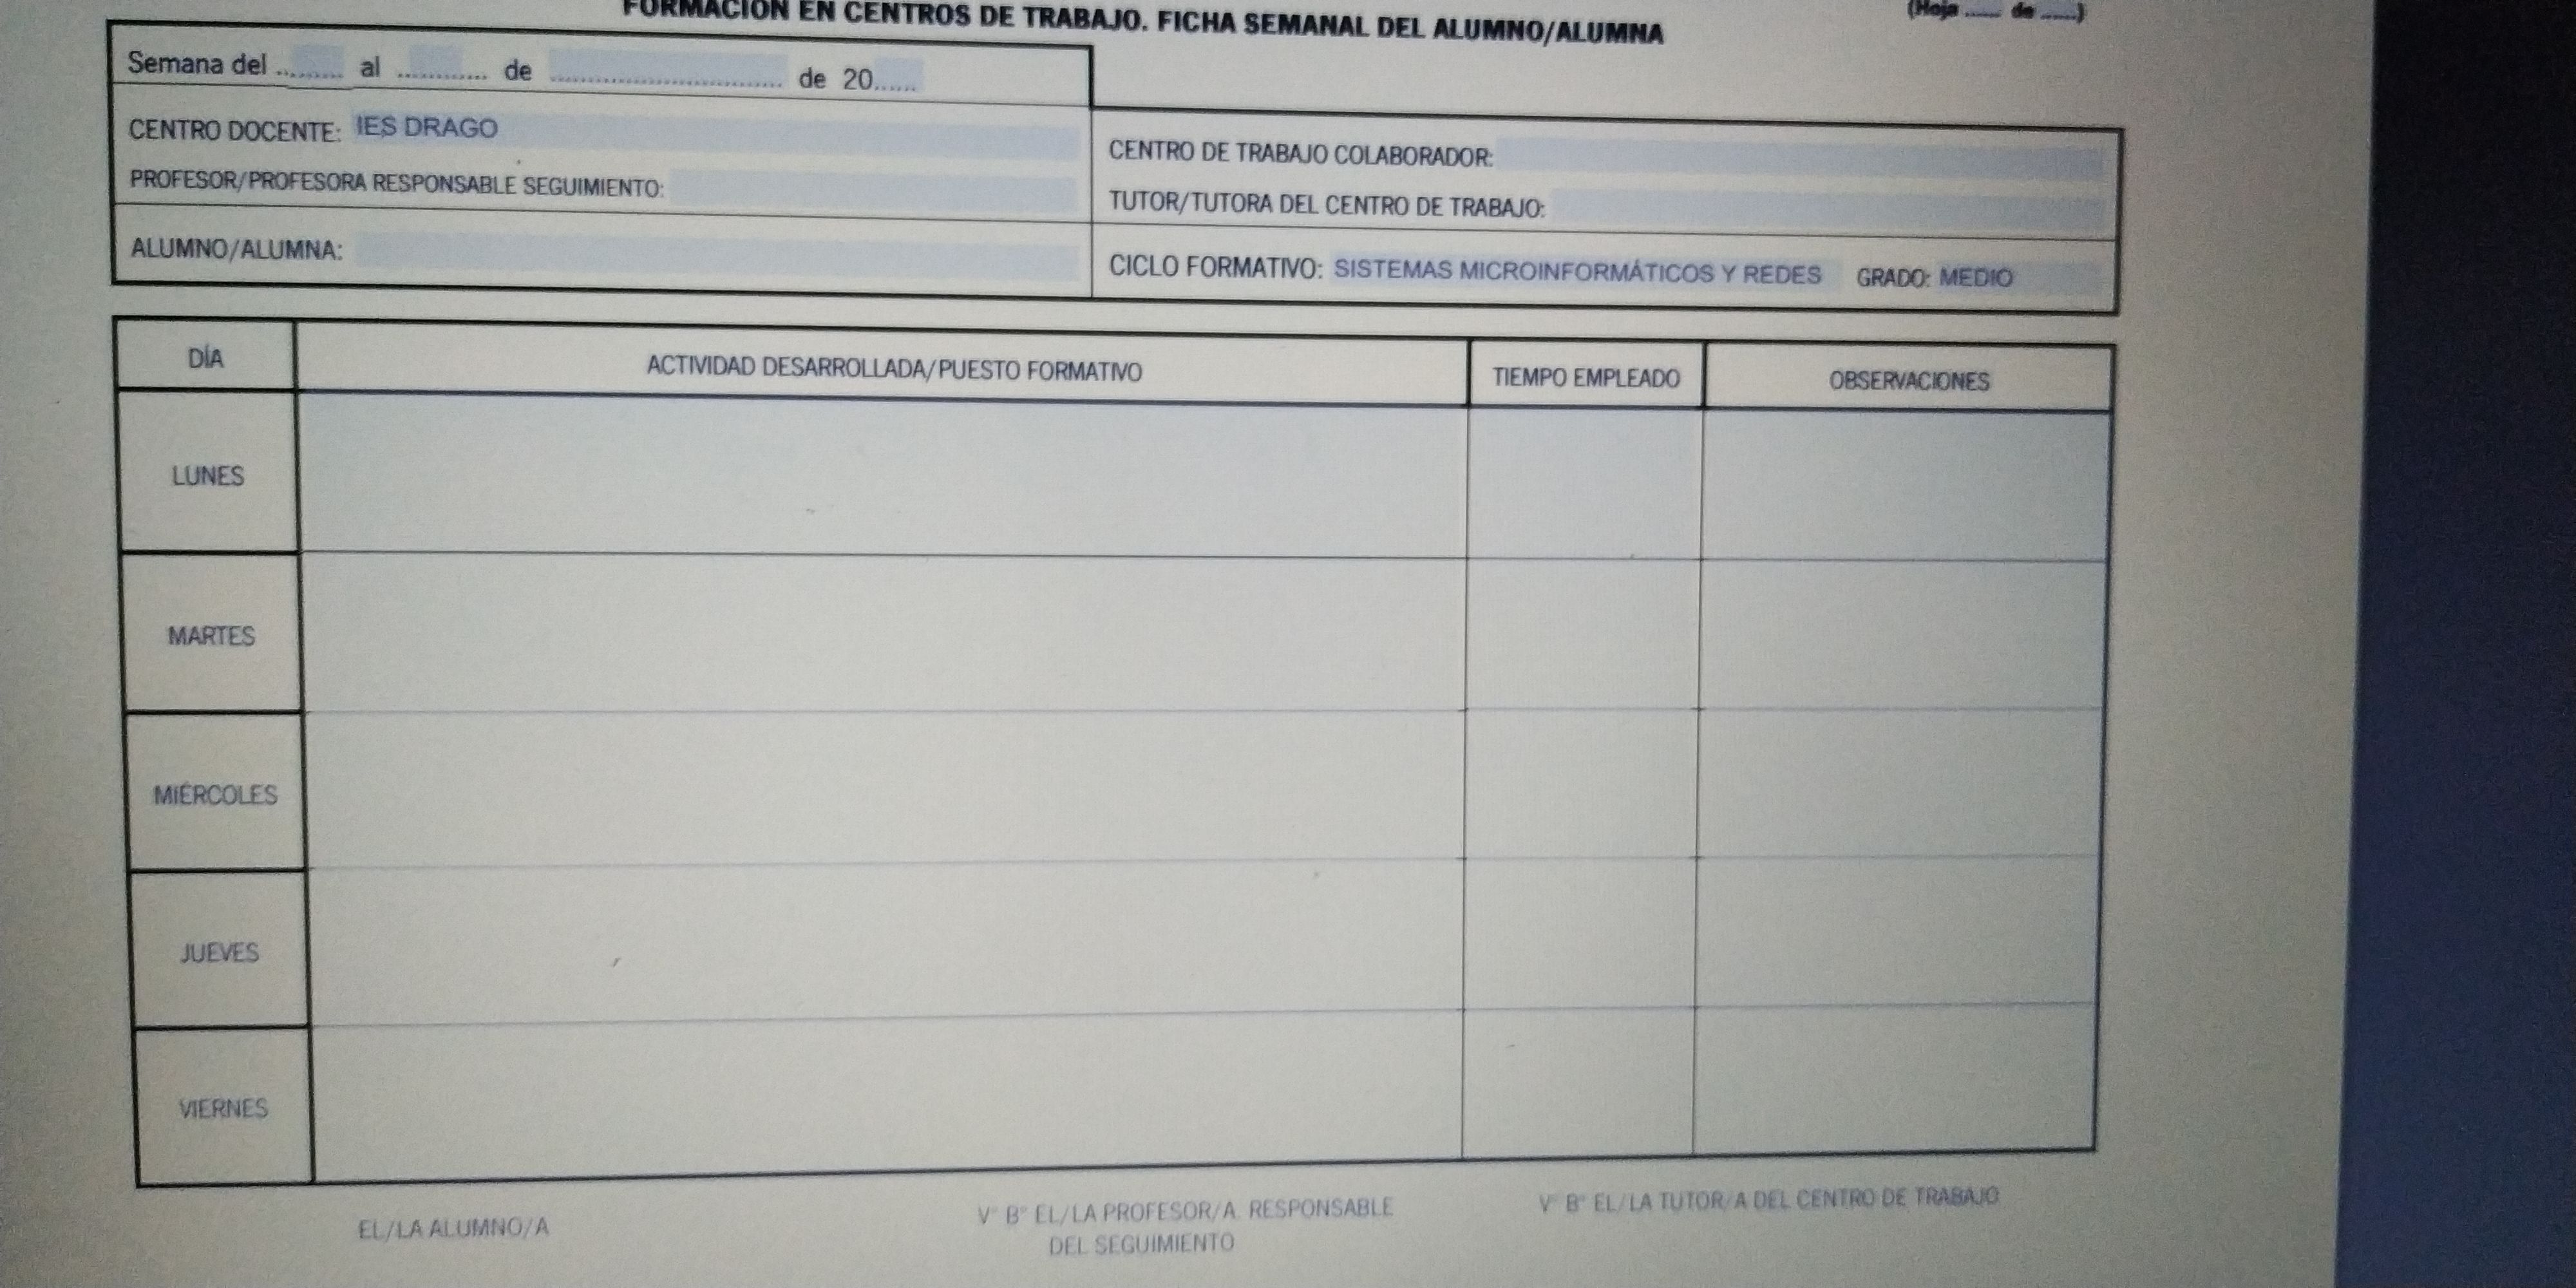 FORMACIÓN EN CENTROS DE TRABAJO. FICHA SEMANAL DEL ALUMNO/ALUMNA
(Hoja ...... de ......)
Semana del ......... al ........... de .................................. de 20......
CENTRO DOCENTE: IES DRAGO
CENTRO DE TRABAJO COLABORADOR:
PROFESOR/PROFESORA RESPONSABLE SEGUIMIENTO:
TUTOR/TUTORA DEL CENTRO DE TRABAJO:
ALUMNO/ALUMNA:
CICLO FORMATIVO: SISTEMAS MICROINFORMÁTICOS Y REDES GRADO: MEDIO
DÍA ACTIVIDAD DESARROLLADA/PUESTO FORMATIVO TIEMPO EMPLEADO OBSERVACIONES
LUNES
MARTES
MIÉRCOLES
JUEVES
VIERNES
EL/LA ALUMNO/A
Vº Bº EL/LA PROFESOR/A RESPONSABLE
DEL SEGUIMIENTO
Vº Bº EL/LA TUTOR/A DEL CENTRO DE TRABAJO